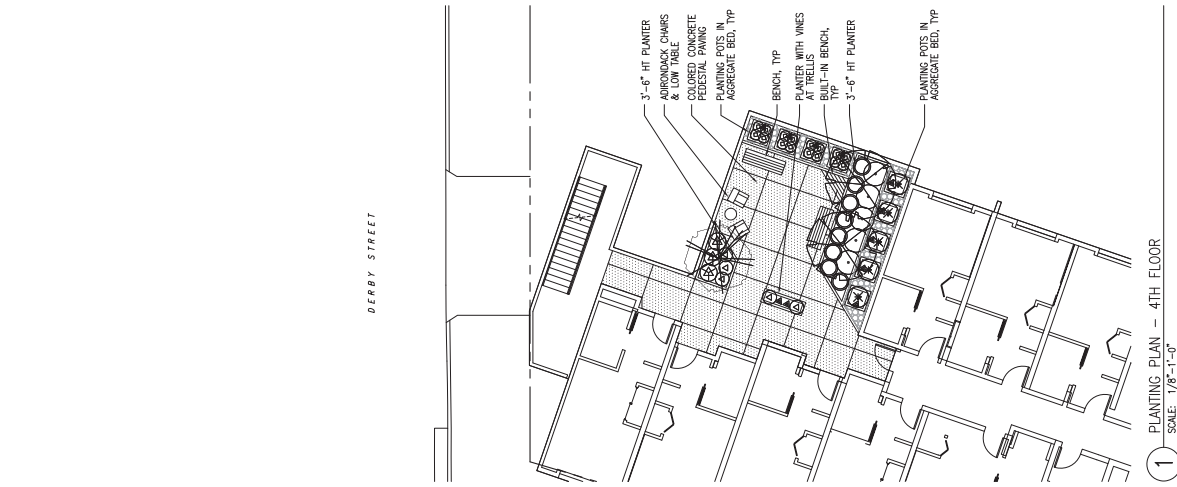 DERBY STREET
3'-6" HT PLANTER
ADIRONDACK CHAIRS
& LOW TABLE
COLORED CONCRETE
PEDESTAL PAVING
PLANTING POTS IN
AGGREGATE BED, TYP
BENCH, TYP
PLANTER WITH VINES
AT TRELLIS
BUILT-IN BENCH,
TYP
3'-6" HT PLANTER
PLANTING POTS IN
AGGREGATE BED, TYP
1
PLANTING PLAN - 4TH FLOOR
SCALE: 1/8"-1'-0"